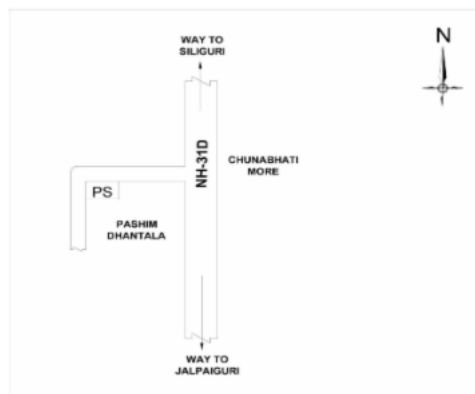 WAY TO
SILIGURI
N
NH-31D
CHUNABHATI
MORE
PS
PASHIM
DHANTALA
WAY TO
JALPAIGURI